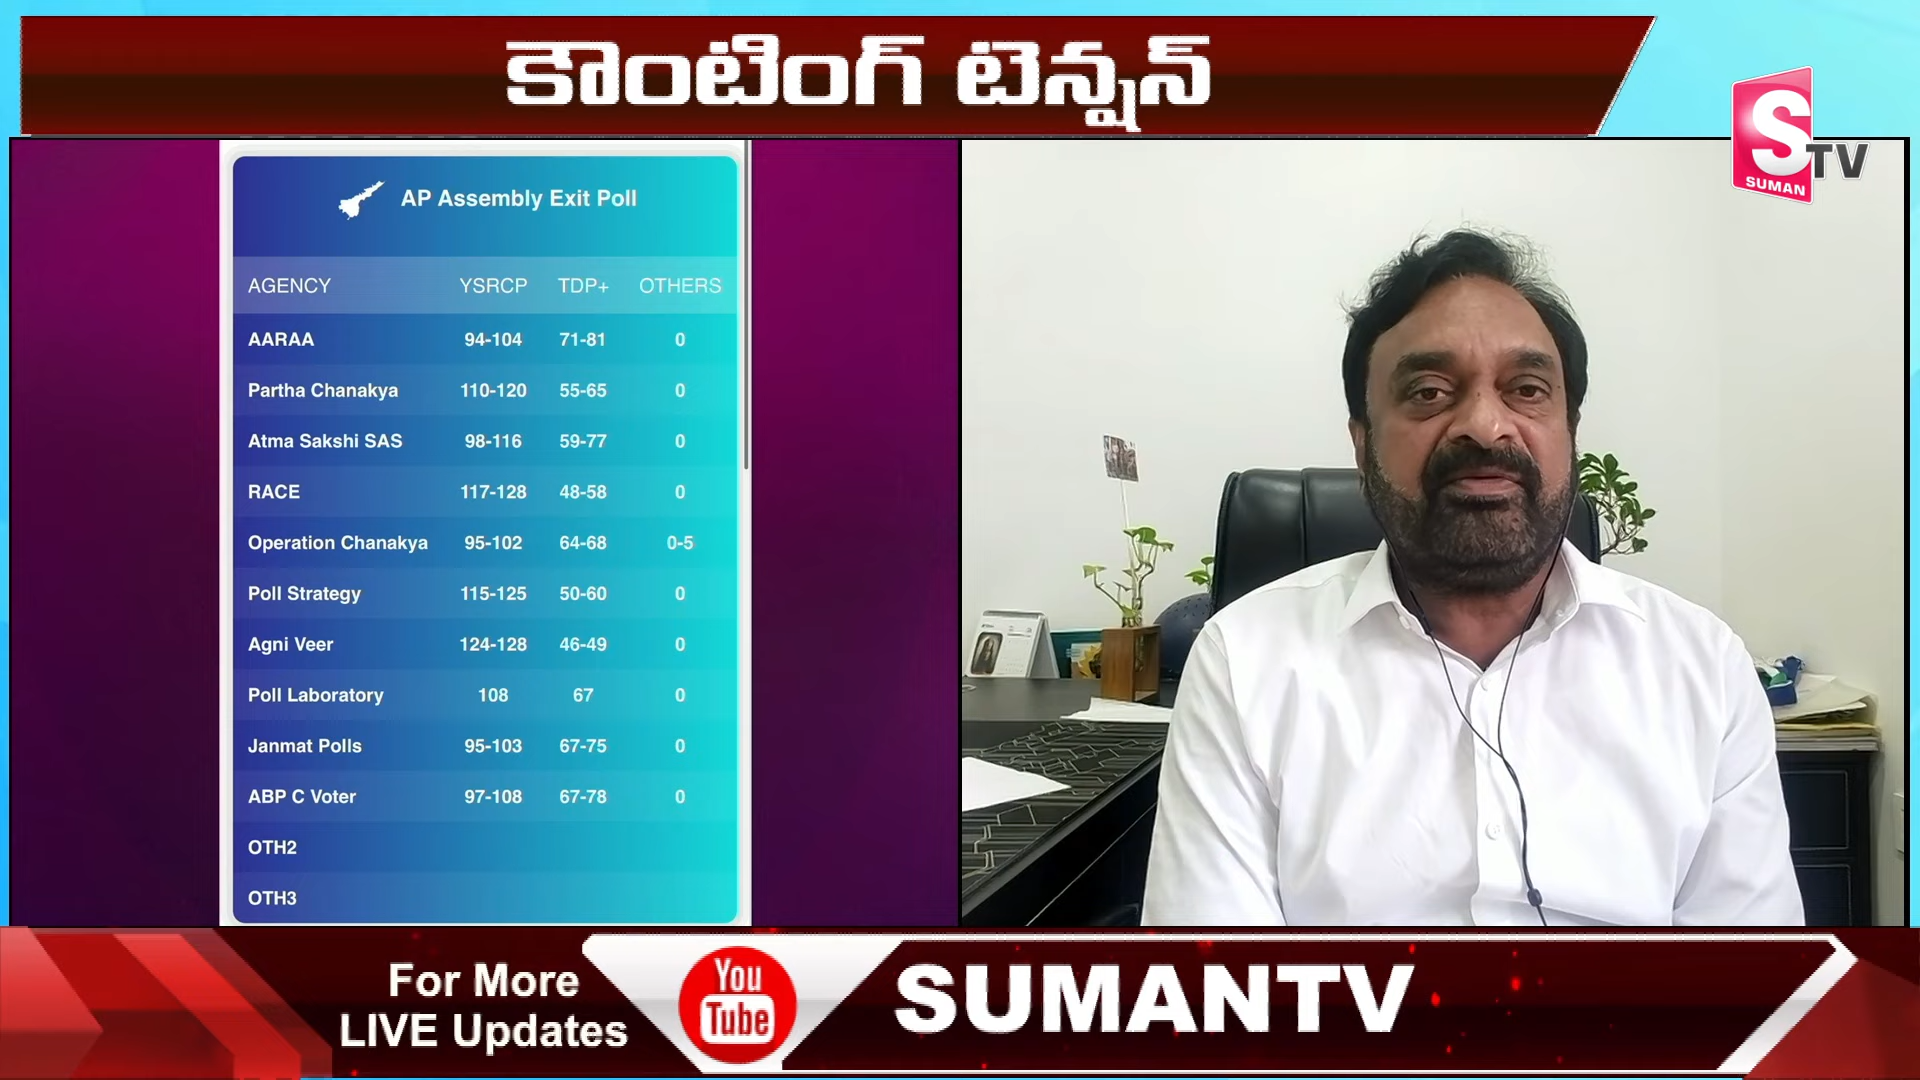 కౌంటింగ్ టెన్షన్
S TV
SUMAN
AP Assembly Exit Poll
AGENCY YSRCP TDP+ OTHERS
AARAA 94-104 71-81 0
Partha Chanakya 110-120 55-65 0
Atma Sakshi SAS 98-116 59-77 0
RACE 117-128 48-58 0
Operation Chanakya 95-102 64-68 0-5
Poll Strategy 115-125 50-60 0
Agni Veer 124-128 46-49 0
Poll Laboratory 108 67 0
Janmat Polls 95-103 67-75 0
ABP C Voter 97-108 67-78 0
OTH2
OTH3
For More
LIVE Updates
You
Tube
SUMANTV